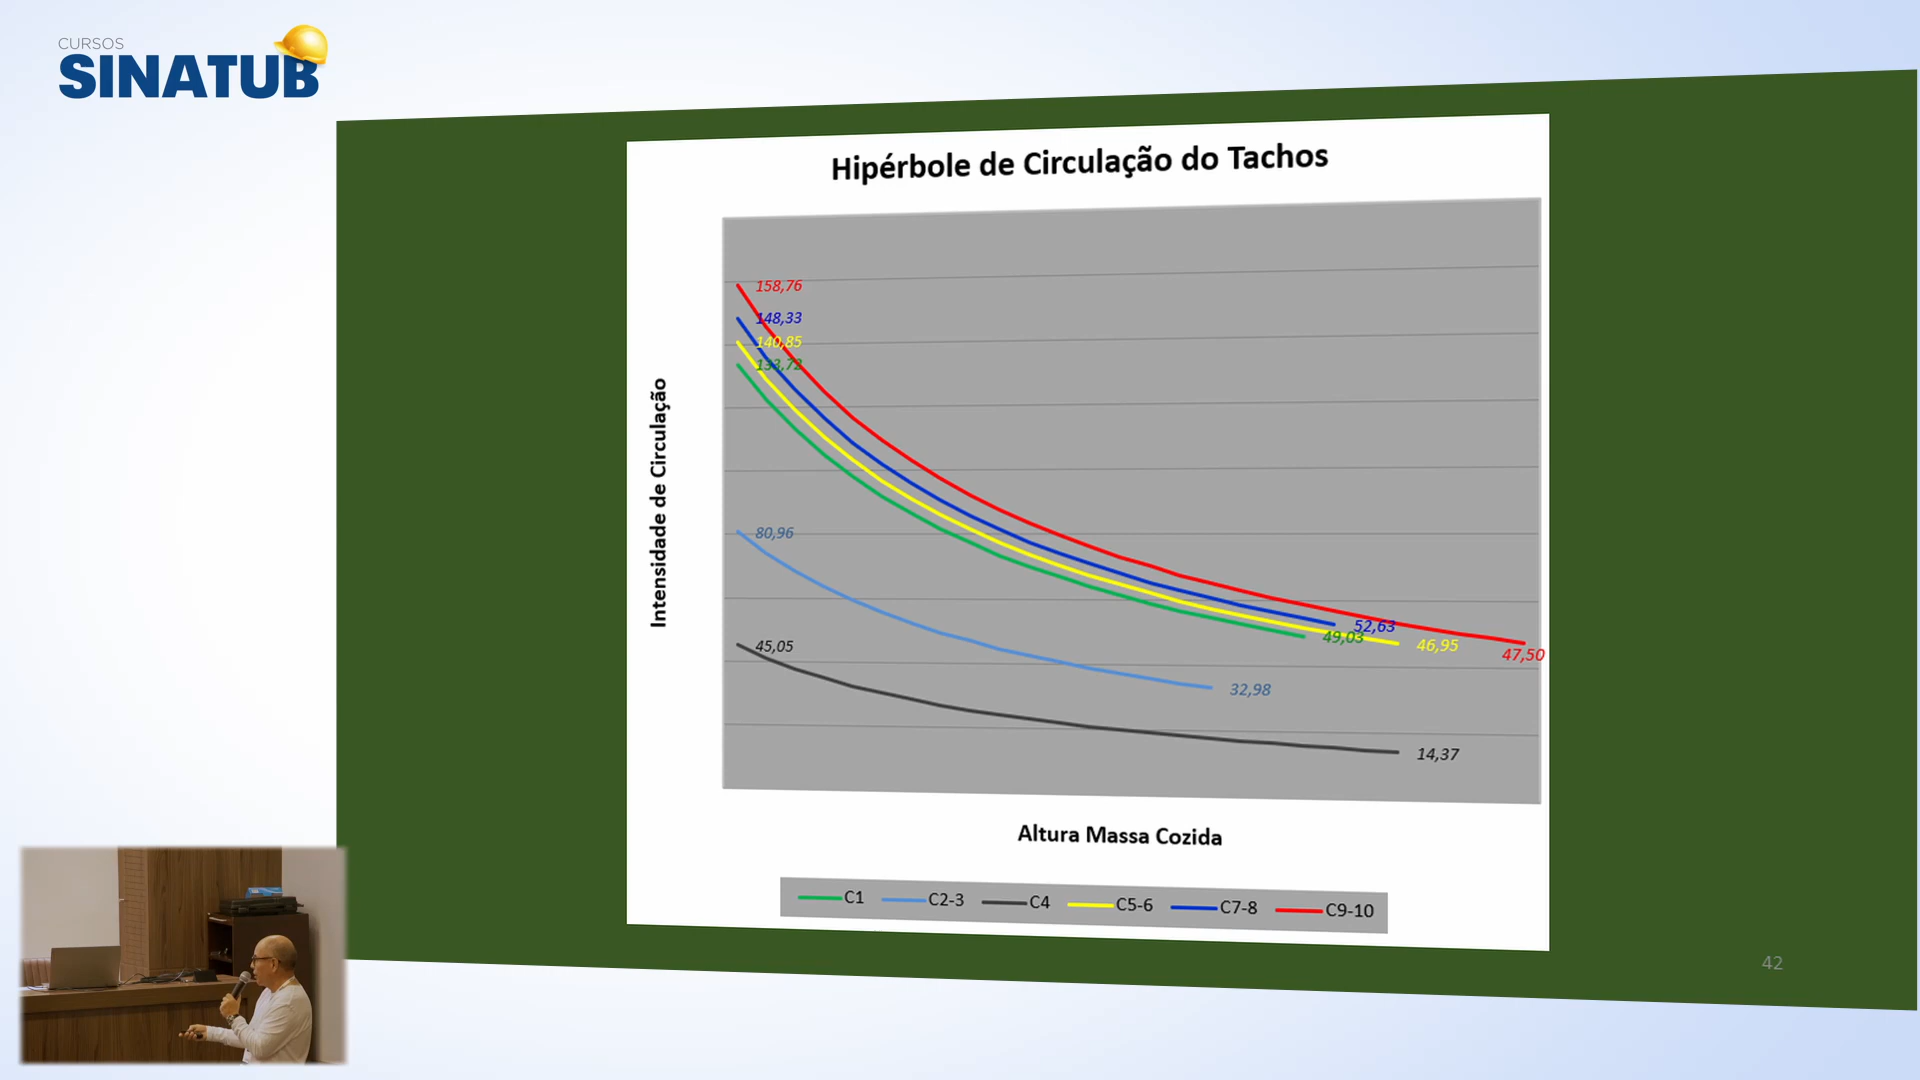 CURSOS
SINATUB
Hipérbole de Circulação do Tachos
Intensidade de Circulação
158,76
148,33
140,85
133,72
80,96
45,05
52,63
49,03
46,95
47,50
32,98
14,37
Altura Massa Cozida
C1 C2-3 C4 C5-6 C7-8 C9-10
42